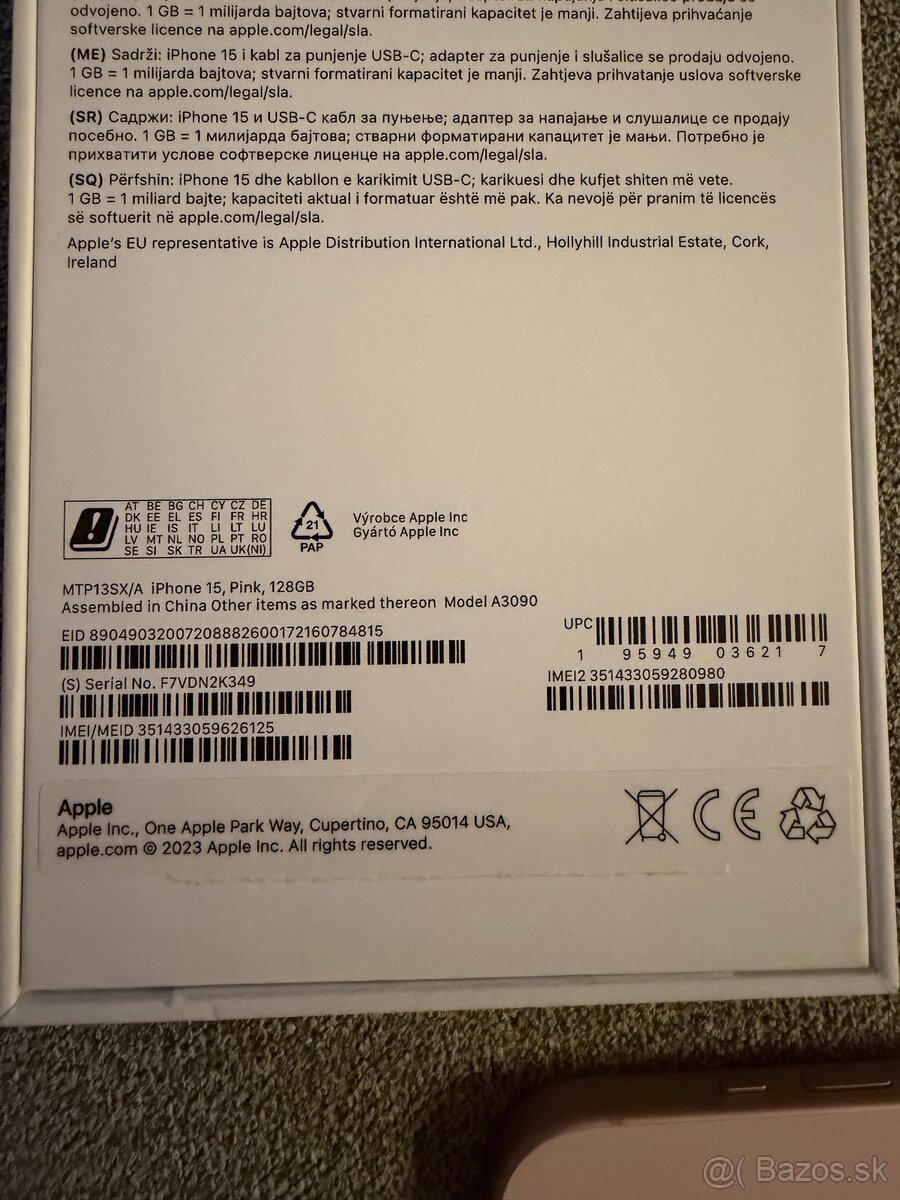 odvojeno. 1 GB = 1 milijarda bajtova; stvarni formatirani kapacitet je manji. Zahtijeva prihvaćanje
softverske licence na apple.com/legal/sla.
(ME) Sadrži: iPhone 15 i kabl za punjenje USB-C; adapter za punjenje i slušalice se prodaju odvojeno.
1 GB = 1 milijarda bajtova; stvarni formatirani kapacitet je manji. Zahtjeva prihvatanje uslova softverske
licence na apple.com/legal/sla.
(SR) Садржи: iPhone 15 и USB-C кабл за пуњење; адаптер за напајање и слушалице се продају
посебно. 1 GB = 1 милијарда бајтова; стварни форматирани капацитет је мањи. Потребно је
прихватити услове софтверске лиценце на apple.com/legal/sla.
(SQ) Përfshin: iPhone 15 dhe kabllon e karikimit USB-C; karikuesi dhe kufjet shiten më vete.
1 GB = 1 miliard bajte; kapaciteti aktual i formatuar është më pak. Ka nevojë për pranim të licencës
së softuerit në apple.com/legal/sla.
Apple's EU representative is Apple Distribution International Ltd., Hollyhill Industrial Estate, Cork,
Ireland
AT BE BG CH CY CZ DE
DK EE EL ES FI FR HR
HU IE IS IT LI LT LU
LV MT NL NO PL PT RO
SE SI SK TR UA UK(NI)
21
PAP
Výrobce Apple Inc
Gyártó Apple Inc
MTP13SX/A iPhone 15, Pink, 128GB
Assembled in China Other items as marked thereon Model A3090
EID 89049032007208882600172160784815
UPC
1 95949 03621 7
(S) Serial No. F7VDN2K349
IMEI2 351433059280980
IMEI/MEID 351433059626125
Apple
Apple Inc., One Apple Park Way, Cupertino, CA 95014 USA,
apple.com © 2023 Apple Inc. All rights reserved.
CE
@( Bazos.sk